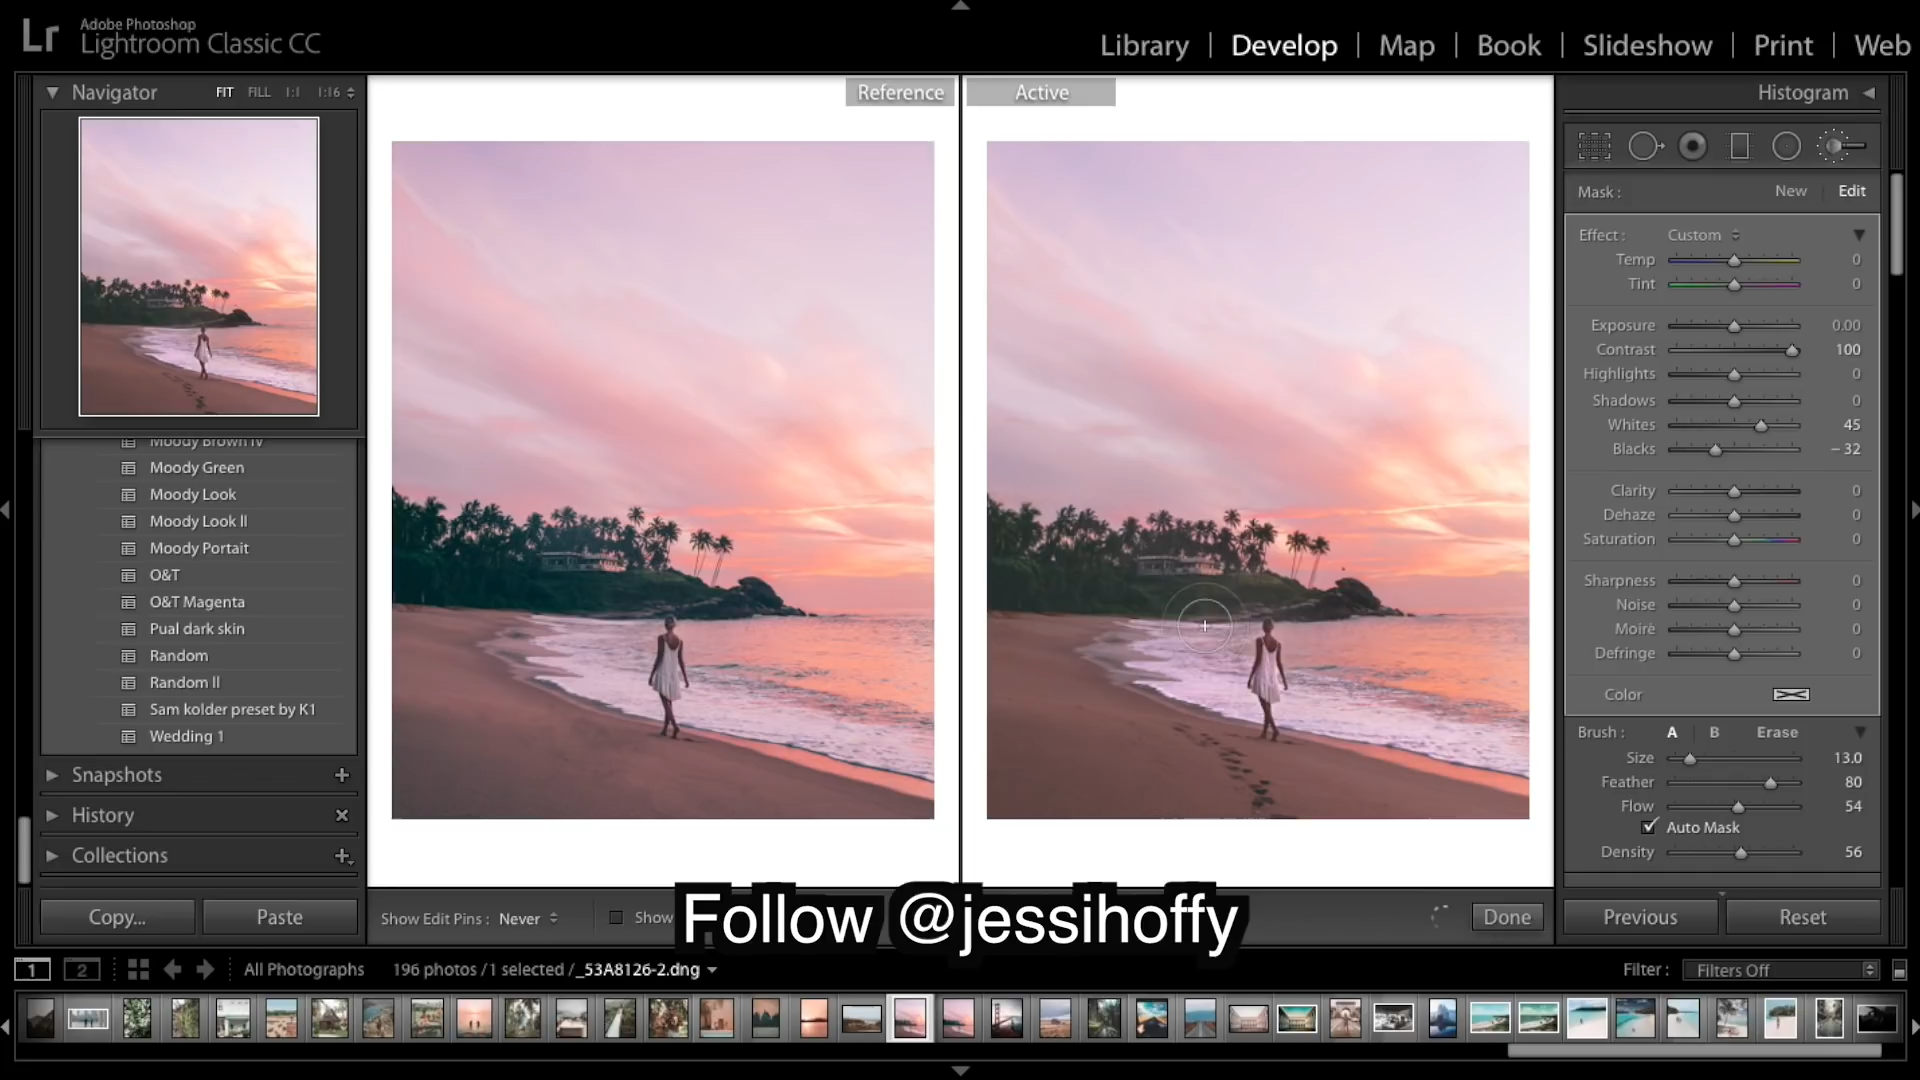 Lr
Adobe Photoshop
Lightroom Classic CC
Library | Develop | Map | Book | Slideshow | Print | Web
Navigator FIT FILL 1:1 1:16
Reference
Active
Histogram
Mask : New Edit
Effect : Custom
Temp 0
Tint 0
Exposure 0.00
Contrast 100
Highlights 0
Shadows 0
Whites 45
Blacks – 32
Clarity 0
Dehaze 0
Saturation 0
Sharpness 0
Noise 0
Moiré 0
Defringe 0
Color
Brush : A B Erase
Size 13.0
Feather 80
Flow 54
Auto Mask
Density 56
Moody Brown IV
Moody Green
Moody Look
Moody Look II
Moody Portait
O&T
O&T Magenta
Pual dark skin
Random
Random II
Sam kolder preset by K1
Wedding 1
Snapshots
History
Collections
Copy... Paste
Show Edit Pins : Never Show
Follow @jessihoffy
Done
Previous Reset
1 2 All Photographs 196 photos / 1 selected / _53A8126-2.dng
Filter : Filters Off